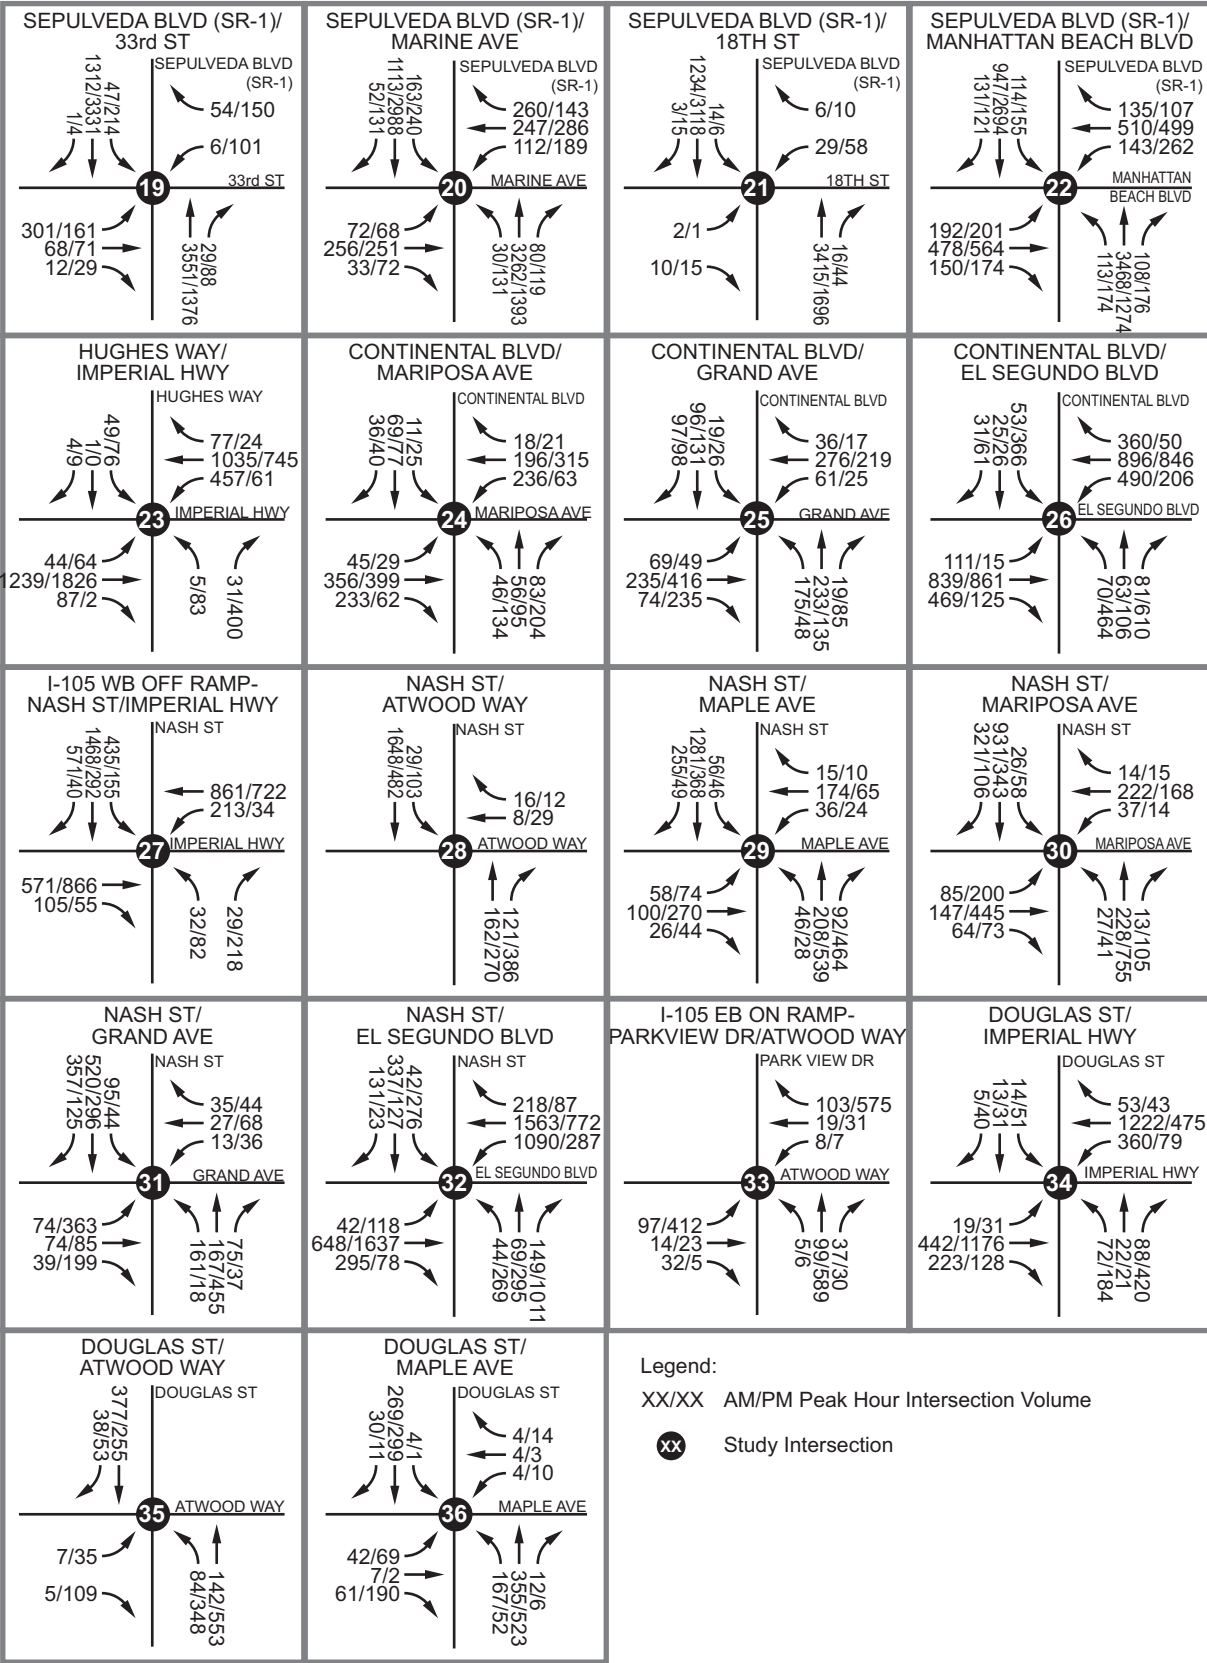 SEPULVEDA BLVD (SR-1)/
33rd ST
SEPULVEDA BLVD
(SR-1)
1/4
1312/3331
47/214
54/150
6/101
19
33rd ST
301/161
68/71
12/29
3551/1376
29/88
SEPULVEDA BLVD (SR-1)/
MARINE AVE
SEPULVEDA BLVD
(SR-1)
52/131
1113/2988
163/240
260/143
247/286
112/189
20
MARINE AVE
72/68
256/251
33/72
30/131
3262/1393
80/119
SEPULVEDA BLVD (SR-1)/
18TH ST
SEPULVEDA BLVD
(SR-1)
3/15
1234/3118
14/6
6/10
29/58
21
18TH ST
2/1
10/15
3415/1696
16/44
SEPULVEDA BLVD (SR-1)/
MANHATTAN BEACH BLVD
SEPULVEDA BLVD
(SR-1)
131/121
947/2694
114/155
135/107
510/499
143/262
22
MANHATTAN
BEACH BLVD
192/201
478/564
150/174
113/174
3468/1274
108/176
HUGHES WAY/
IMPERIAL HWY
HUGHES WAY
4/9
1/0
49/76
77/24
1035/745
457/61
23
IMPERIAL HWY
44/64
1239/1826
87/2
5/83
31/400
CONTINENTAL BLVD/
MARIPOSA AVE
CONTINENTAL BLVD
36/40
69/77
11/25
18/21
196/315
236/63
24
MARIPOSA AVE
45/29
356/399
233/62
46/134
56/95
83/204
CONTINENTAL BLVD/
GRAND AVE
CONTINENTAL BLVD
97/98
96/131
19/26
36/17
276/219
61/25
25
GRAND AVE
69/49
235/416
74/235
175/48
233/135
19/85
CONTINENTAL BLVD/
EL SEGUNDO BLVD
CONTINENTAL BLVD
31/61
25/26
53/366
360/50
896/846
490/206
26
EL SEGUNDO BLVD
111/15
839/861
469/125
70/464
63/106
81/610
I-105 WB OFF RAMP-
NASH ST/IMPERIAL HWY
NASH ST
571/40
1468/292
435/155
861/722
213/34
27
IMPERIAL HWY
571/866
105/55
32/82
29/218
NASH ST/
ATWOOD WAY
NASH ST
1648/482
29/103
16/12
8/29
28
ATWOOD WAY
162/270
121/386
NASH ST/
MAPLE AVE
NASH ST
255/49
1281/368
56/46
15/10
174/65
36/24
29
MAPLE AVE
58/74
100/270
26/44
46/28
208/539
92/464
NASH ST/
MARIPOSA AVE
NASH ST
321/106
931/343
26/58
14/15
222/168
37/14
30
MARIPOSA AVE
85/200
147/445
64/73
27/41
228/755
13/105
NASH ST/
GRAND AVE
NASH ST
357/125
520/296
95/44
35/44
27/68
13/36
31
GRAND AVE
74/363
74/85
39/199
161/18
167/455
75/37
NASH ST/
EL SEGUNDO BLVD
NASH ST
131/23
337/127
42/276
218/87
1563/772
1090/287
32
EL SEGUNDO BLVD
42/118
648/1637
295/78
44/269
69/295
149/1011
I-105 EB ON RAMP-
PARKVIEW DR/ATWOOD WAY
PARK VIEW DR
103/575
19/31
8/7
33
ATWOOD WAY
97/412
14/23
32/5
5/6
99/589
37/30
DOUGLAS ST/
IMPERIAL HWY
DOUGLAS ST
5/40
13/31
14/51
53/43
1222/475
360/79
34
IMPERIAL HWY
19/31
442/1176
223/128
72/184
22/21
88/420
DOUGLAS ST/
ATWOOD WAY
DOUGLAS ST
38/53
377/255
35
ATWOOD WAY
7/35
5/109
84/348
142/553
DOUGLAS ST/
MAPLE AVE
DOUGLAS ST
30/11
269/299
4/1
4/14
4/3
4/10
36
MAPLE AVE
42/69
7/2
61/190
167/52
355/523
12/6
Legend:
XX/XX AM/PM Peak Hour Intersection Volume
XX Study Intersection